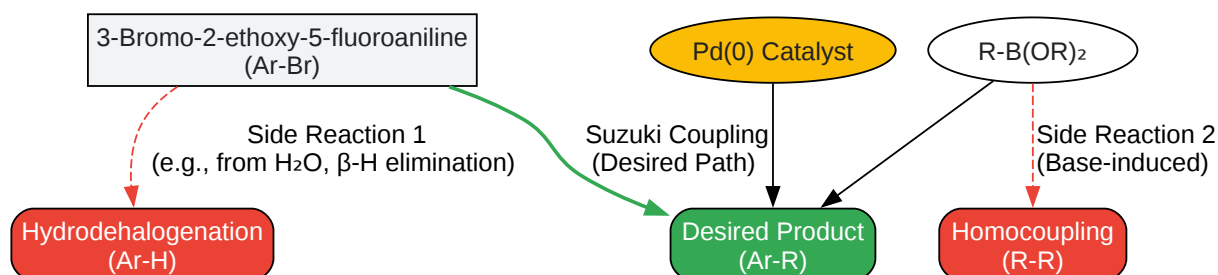 3-Bromo-2-ethoxy-5-fluoroaniline
(Ar-Br)
Pd(0) Catalyst
R-B(OR)₂
Side Reaction 1
(e.g., from H₂O, β-H elimination)
Suzuki Coupling
(Desired Path)
Side Reaction 2
(Base-induced)
Hydrodehalogenation
(Ar-H)
Desired Product
(Ar-R)
Homocoupling
(R-R)